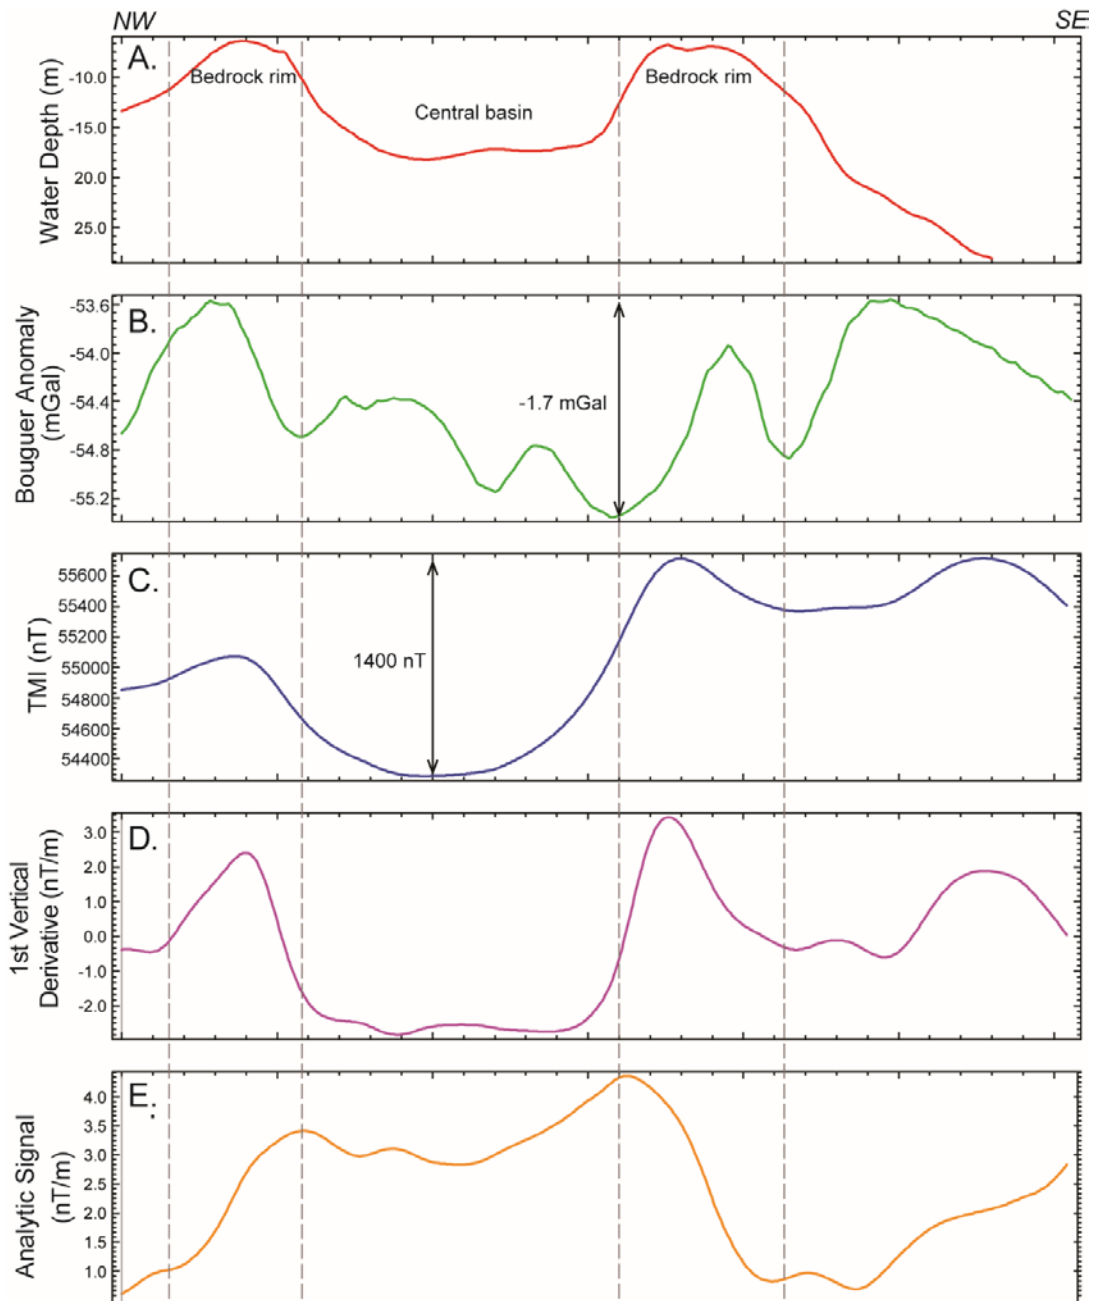 NW
SE
A.
Bedrock rim
Central basin
Bedrock rim
Water Depth (m)
-10.0
-15.0
20.0
25.0
B.
Bouguer Anomaly
(mGal)
-53.6
-54.0
-54.4
-54.8
-55.2
-1.7 mGal
C.
TMI (nT)
55600
55400
55200
55000
54800
54600
54400
1400 nT
D.
1st Vertical
Derivative (nT/m)
3.0
2.0
1.0
0.0
-1.0
-2.0
E.
Analytic Signal
(nT/m)
4.0
3.5
3.0
2.5
2.0
1.5
1.0